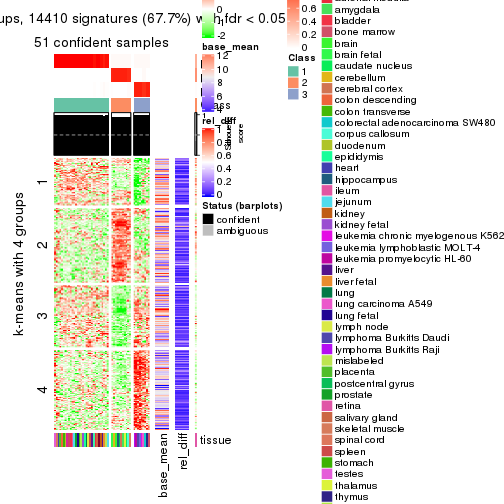 ups, 14410 signatures (67.7%) with fdr < 0.05
51 confident samples
0
-2
base_mean
12
10
8
6
4
rel_diff
1
0.8
0.6
0.4
0.2
0
Status (barplots)
confident
ambiguous
0.6
0.4
0.2
0
Class
1
2
3
score
k-means with 4 groups
1
2
3
4
base_mean
rel_diff
tissue
amygdala
bladder
bone marrow
brain
brain fetal
caudate nucleus
cerebellum
cerebral cortex
colon descending
colon transverse
colorectal adenocarcinoma SW480
corpus callosum
duodenum
epididymis
heart
hippocampus
ileum
jejunum
kidney
kidney fetal
leukemia chronic myelogenous K562
leukemia lymphoblastic MOLT-4
leukemia promyelocytic HL-60
liver
liver fetal
lung
lung carcinoma A549
lung fetal
lymph node
lymphoma Burkitts Daudi
lymphoma Burkitts Raji
mislabeled
placenta
postcentral gyrus
prostate
retina
salivary gland
skeletal muscle
spinal cord
spleen
stomach
testes
thalamus
thymus